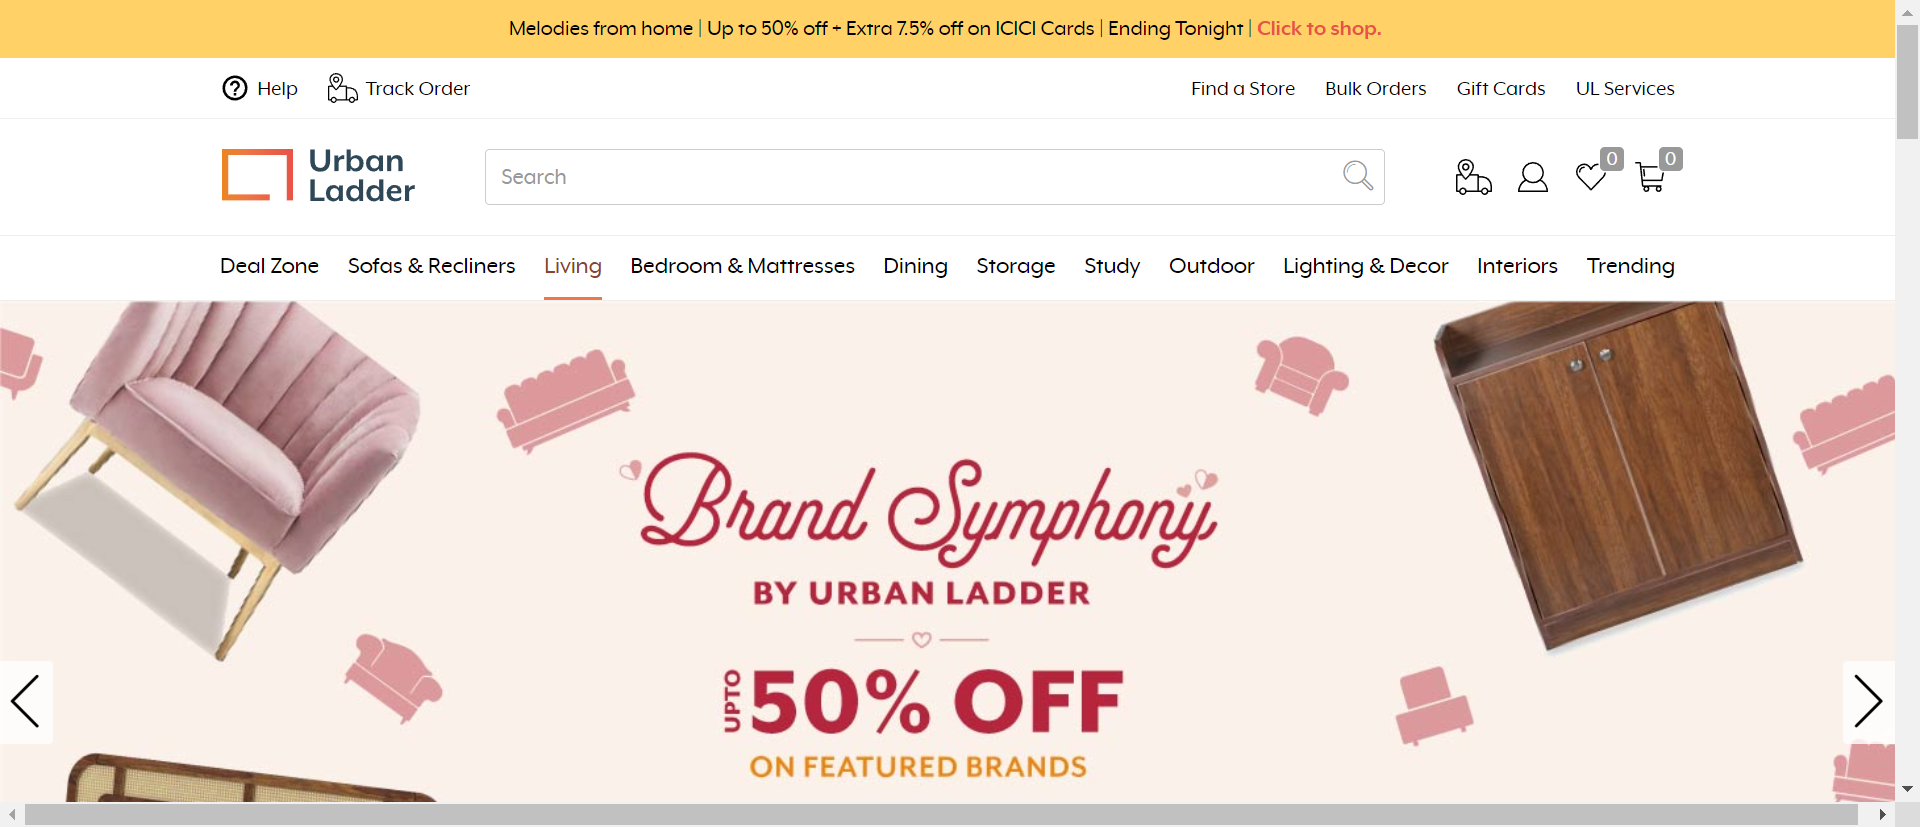 Melodies from home | Up to 50% off + Extra 7.5% off on ICICI Cards | Ending Tonight | Click to shop.
Help Track Order Find a Store Bulk Orders Gift Cards UL Services
Urban
Ladder
Search
0 0
Deal Zone Sofas & Recliners Living Bedroom & Mattresses Dining Storage Study Outdoor Lighting & Decor Interiors Trending
Brand Symphony
BY URBAN LADDER
UPTO 50% OFF
ON FEATURED BRANDS